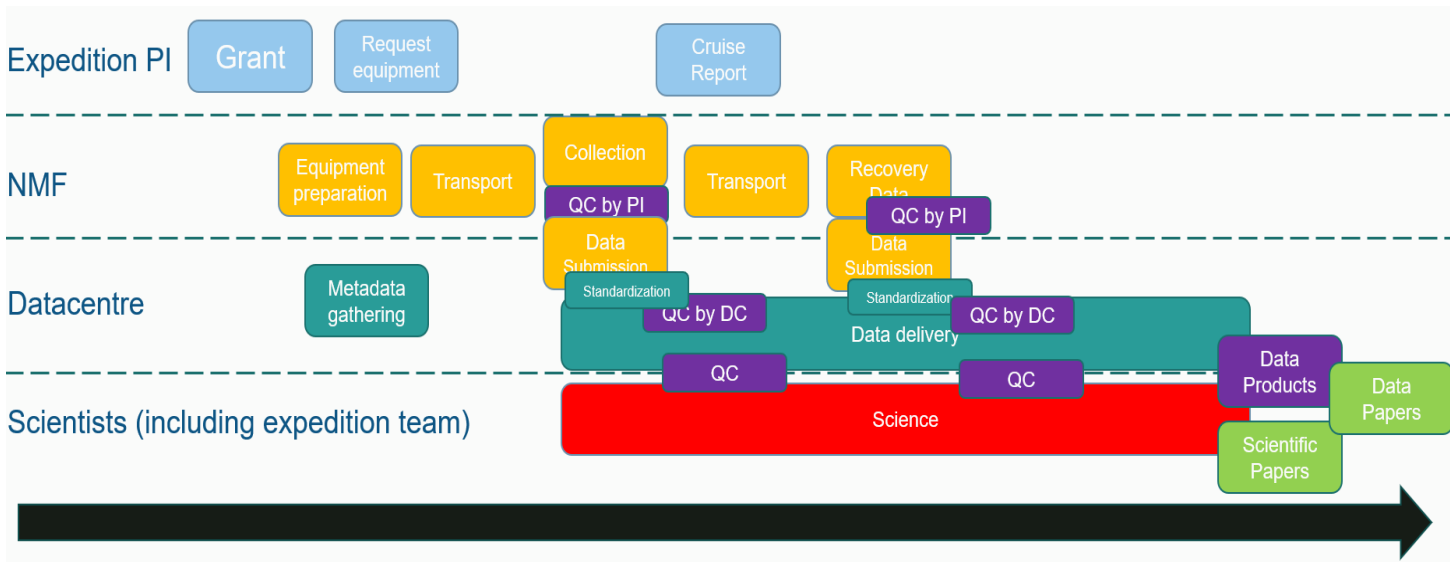 Expedition PI
Grant
Request
equipment
Cruise
Report
NMF
Equipment
preparation
Transport
Collection
QC by PI
Transport
Recovery
Data
QC by PI
Data
Submission
Data
Submission
Datacentre
Metadata
gathering
Standardization
QC by DC
Standardization
QC by DC
Data delivery
QC
QC
Data
Products
Data
Papers
Scientists (including expedition team)
Science
Scientific
Papers